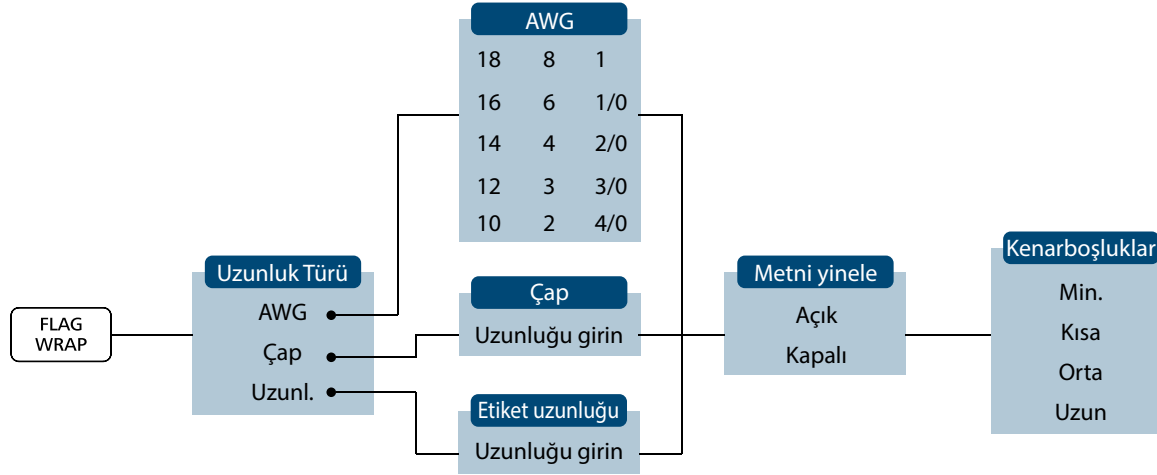 FLAG
WRAP
Uzunluk Türü
AWG
Çap
Uzunl.
AWG
18 8 1
16 6 1/0
14 4 2/0
12 3 3/0
10 2 4/0
Çap
Uzunluğu girin
Etiket uzunluğu
Uzunluğu girin
Metni yinele
Açık
Kapalı
Kenarboşluklar
Min.
Kısa
Orta
Uzun